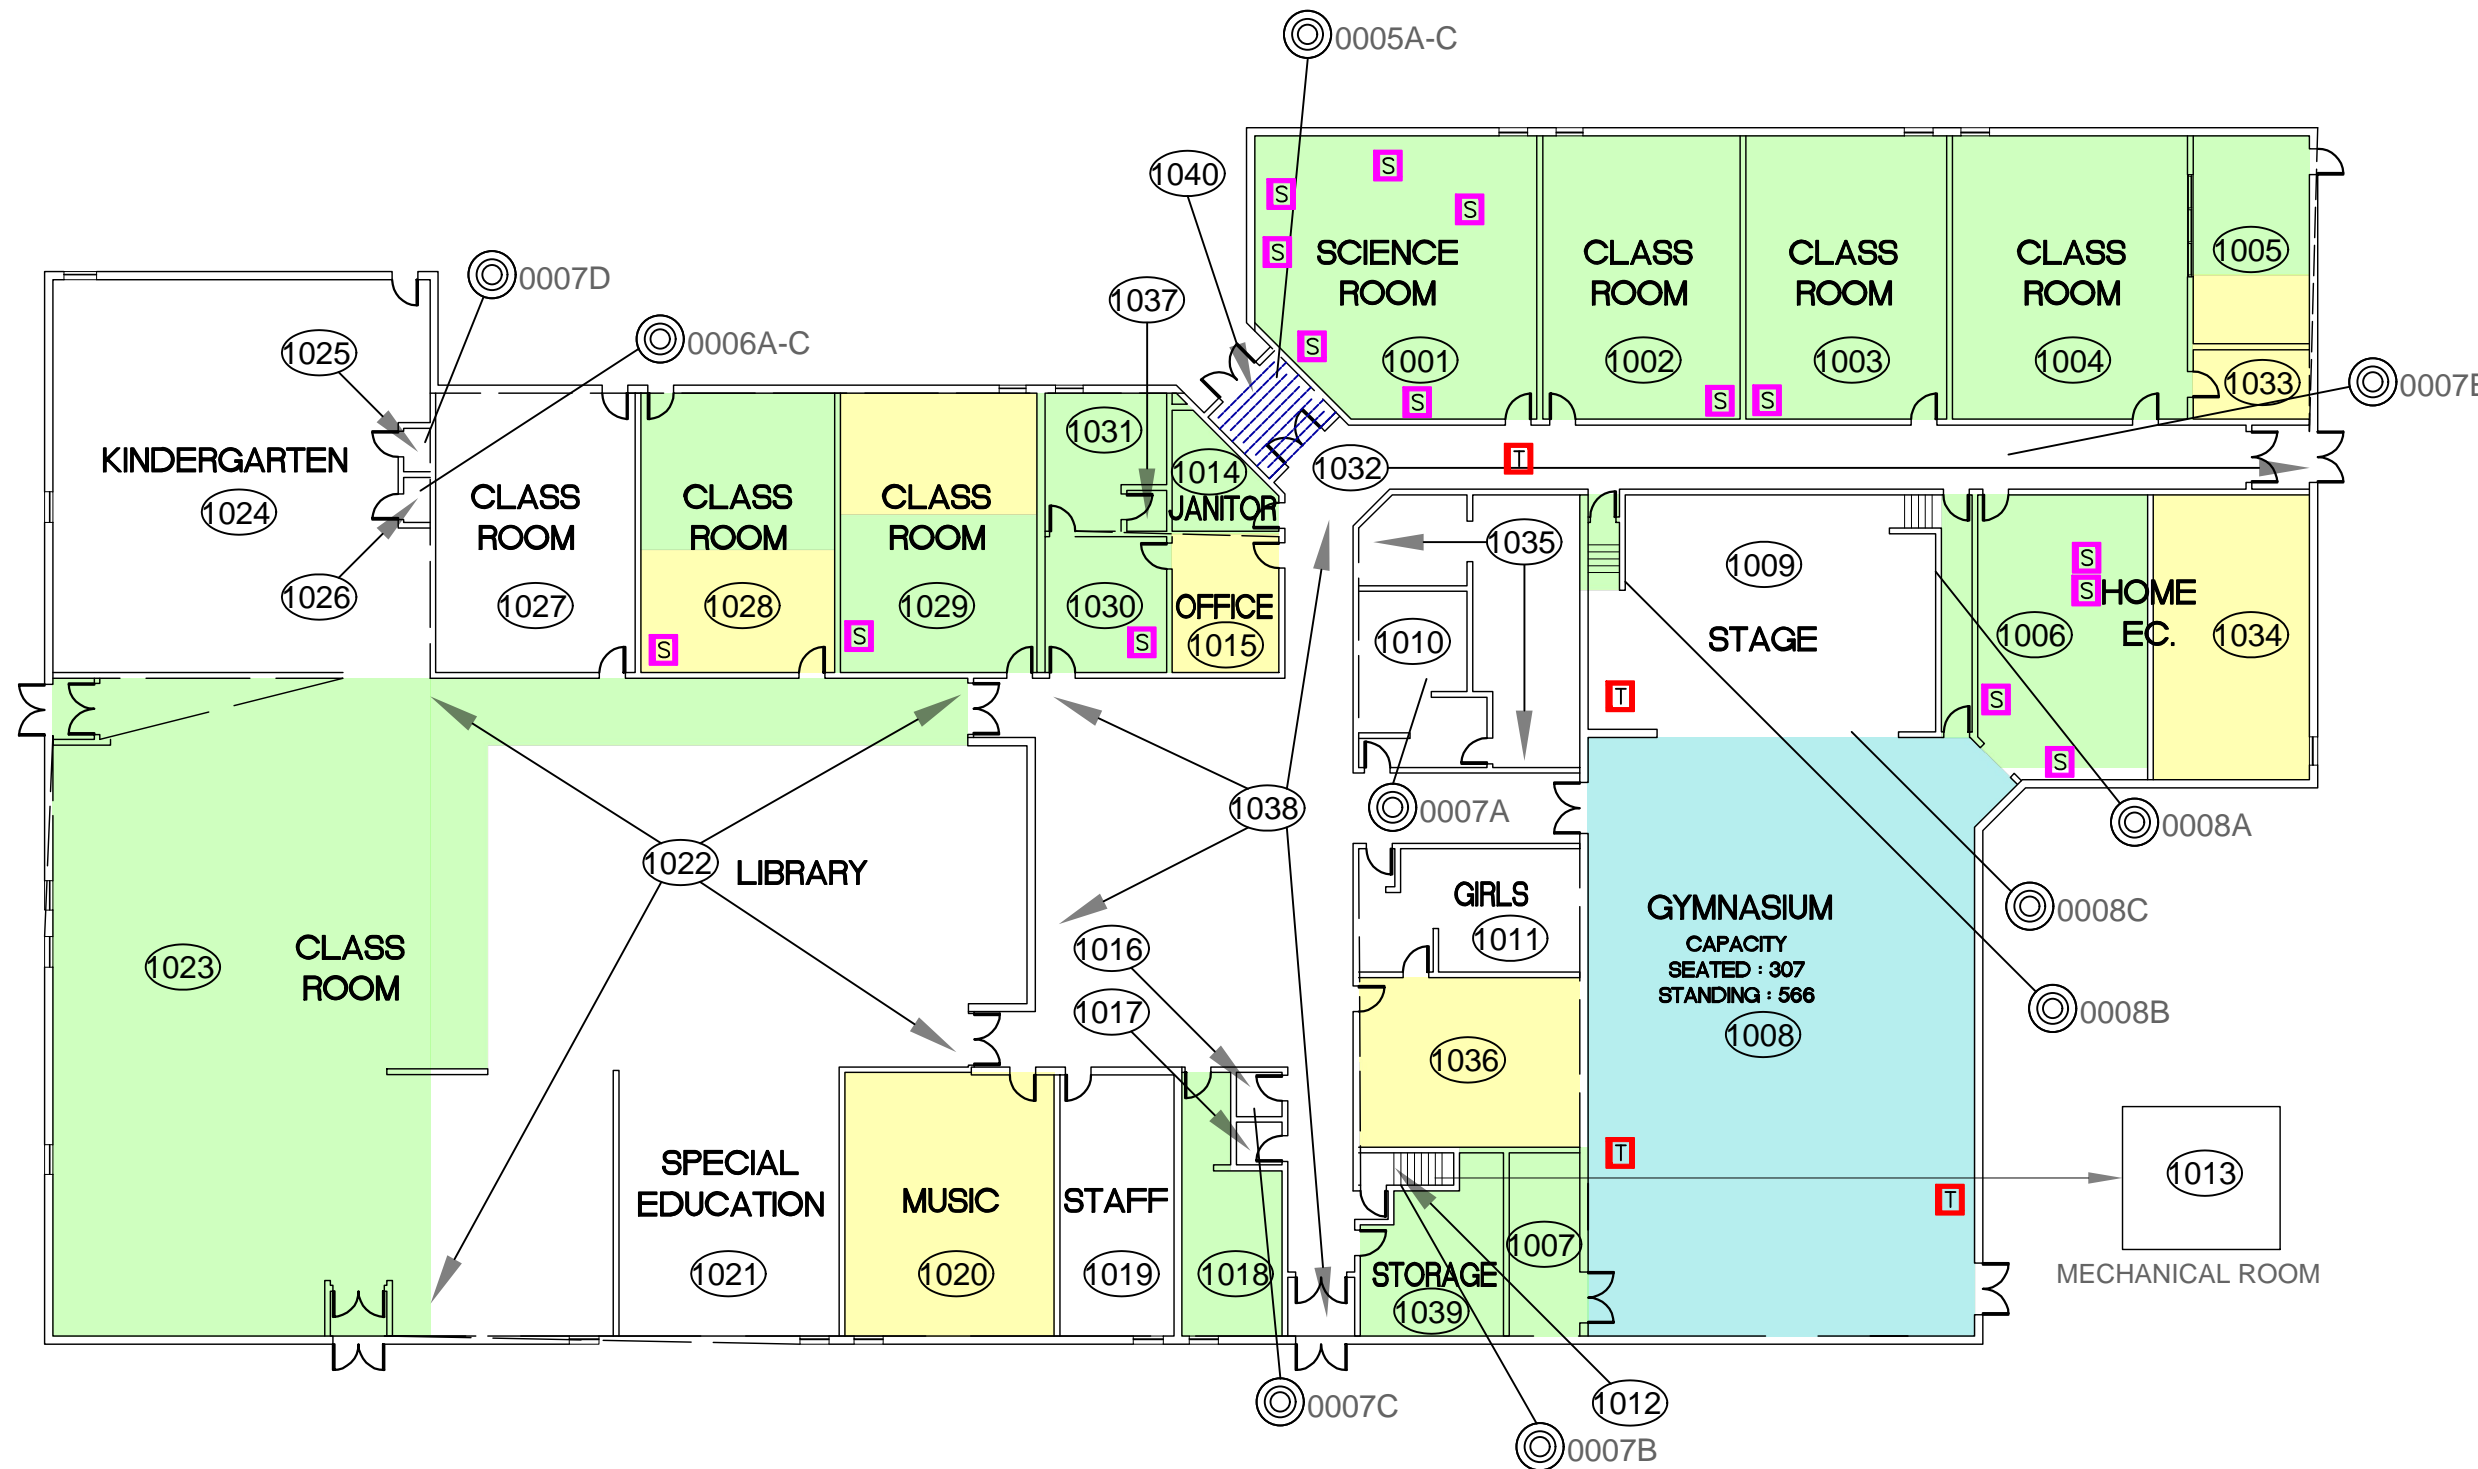 0005A-C
1040
S
S
S
S
SCIENCE
ROOM
CLASS
ROOM
CLASS
ROOM
CLASS
ROOM
1005
0007D
1037
0006A-C
1025
S
1001
1002
1003
1004
1033
0007E
S
S
S
1031
KINDERGARTEN
1024
1032
T
1014
JANITOR
CLASS
ROOM
CLASS
ROOM
CLASS
ROOM
1035
1009
S
S
HOME
EC.
1026
1027
1028
1029
1030
OFFICE
1015
1010
STAGE
1006
1034
S
S
S
T
S
S
1038
0007A
0008A
1022
LIBRARY
GIRLS
1011
GYMNASIUM
CAPACITY
SEATED : 307
STANDING : 566
1008
0008C
CLASS
ROOM
1023
1016
1017
0008B
1036
T
1013
T
SPECIAL
EDUCATION
MUSIC
STAFF
1021
1020
1019
1018
STORAGE
1039
1007
MECHANICAL ROOM
0007C
1012
0007B